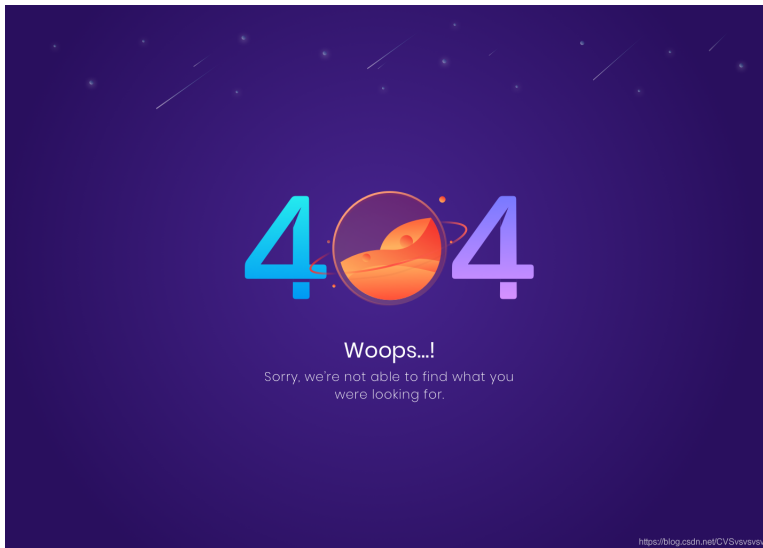 404
Woops...!
Sorry, we're not able to find what you
were looking for.
https://blog.csdn.net/CVSvsvsvsv